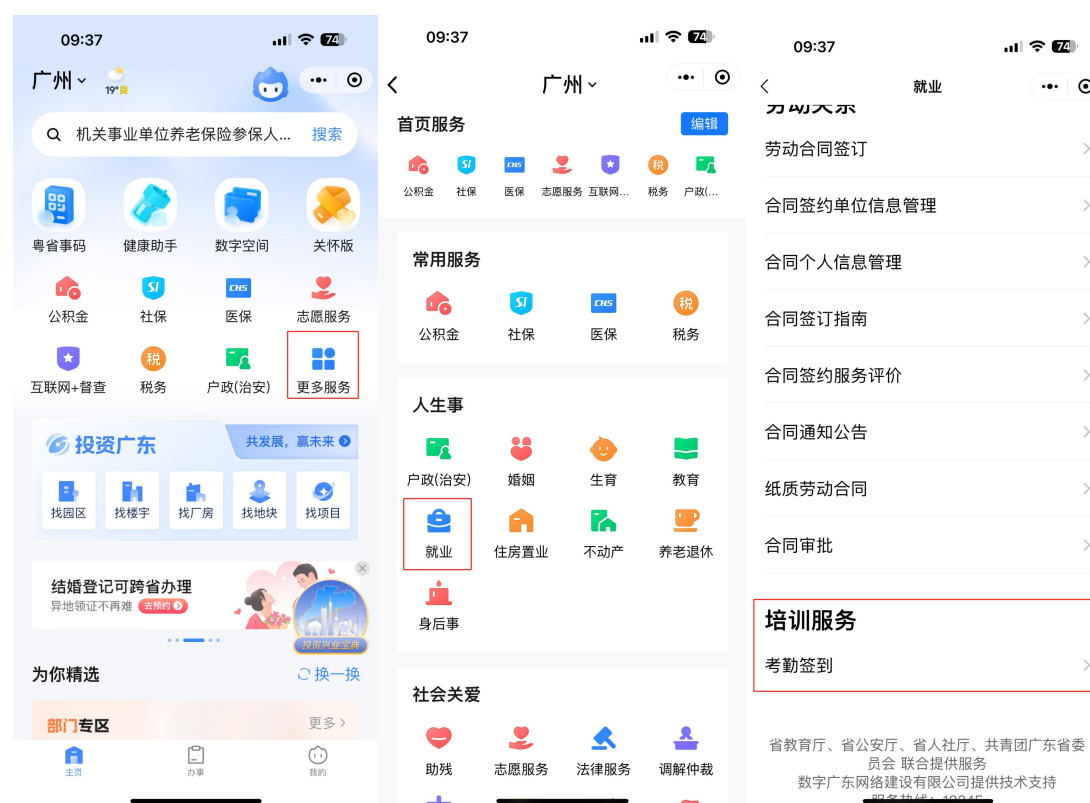 09:37
74
广州
19°良
机关事业单位养老保险参保人...
搜索
粤省事码
健康助手
数字空间
关怀版
公积金
社保
医保
志愿服务
互联网+督查
税务
户政(治安)
更多服务
投资广东
共发展，赢未来
找园区
找楼宇
找厂房
找地块
找项目
结婚登记可跨省办理
异地领证不再难
去预约
投资兴业宝典
为你精选
换一换
部门专区
更多
主页
办事
我的
09:37
74
广州
首页服务
编辑
公积金
社保
医保
志愿服务
互联网...
税务
户政(...
常用服务
公积金
社保
医保
税务
人生事
户政(治安)
婚姻
生育
教育
就业
住房置业
不动产
养老退休
身后事
社会关爱
助残
志愿服务
法律服务
调解仲裁
09:37
74
就业
劳动关系
劳动合同签订
合同签约单位信息管理
合同个人信息管理
合同签订指南
合同签约服务评价
合同通知公告
纸质劳动合同
合同审批
培训服务
考勤签到
省教育厅、省公安厅、省人社厅、共青团广东省委
员会 联合提供服务
数字广东网络建设有限公司提供技术支持